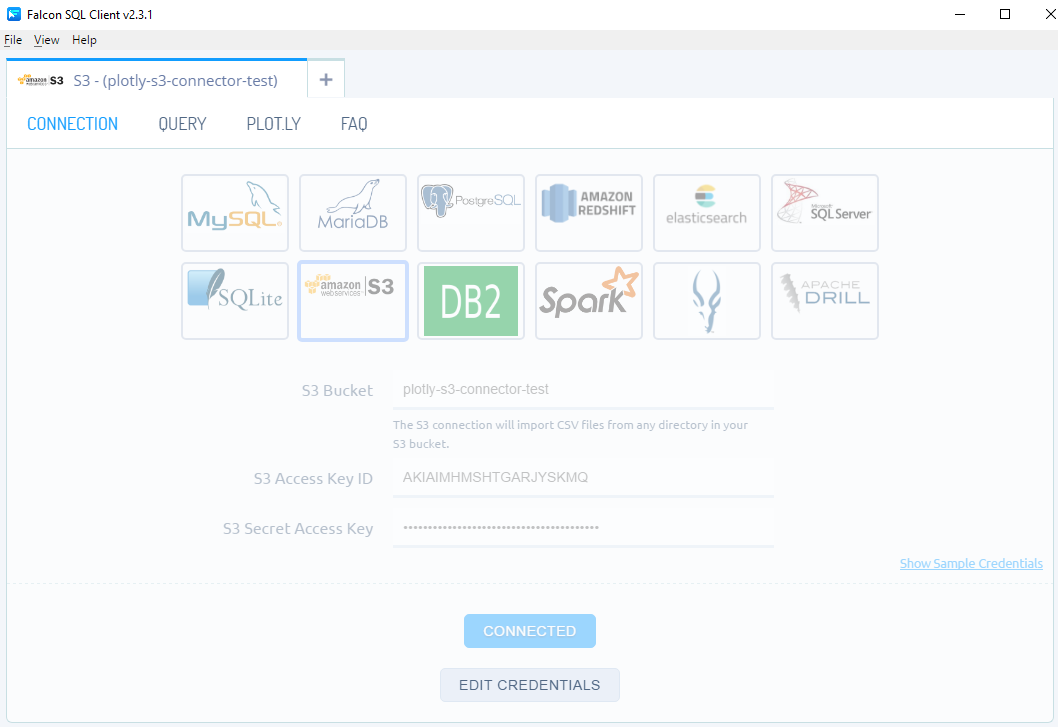 Falcon SQL Client v2.3.1
File View Help
amazon webservices S3 S3 - (plotly-s3-connector-test) +
CONNECTION QUERY PLOT.LY FAQ
MySQL® MariaDB PostgreSQL AMAZON REDSHIFT elasticsearch Microsoft SQL Server
SQLite amazon webservices S3 DB2 Spark APACHE DRILL
S3 Bucket plotly-s3-connector-test
The S3 connection will import CSV files from any directory in your
S3 bucket.
S3 Access Key ID AKIAIMHMSHTGARJYSKMQ
S3 Secret Access Key ••••••••••••••••••••••••••••••••••••••••
Show Sample Credentials
CONNECTED
EDIT CREDENTIALS